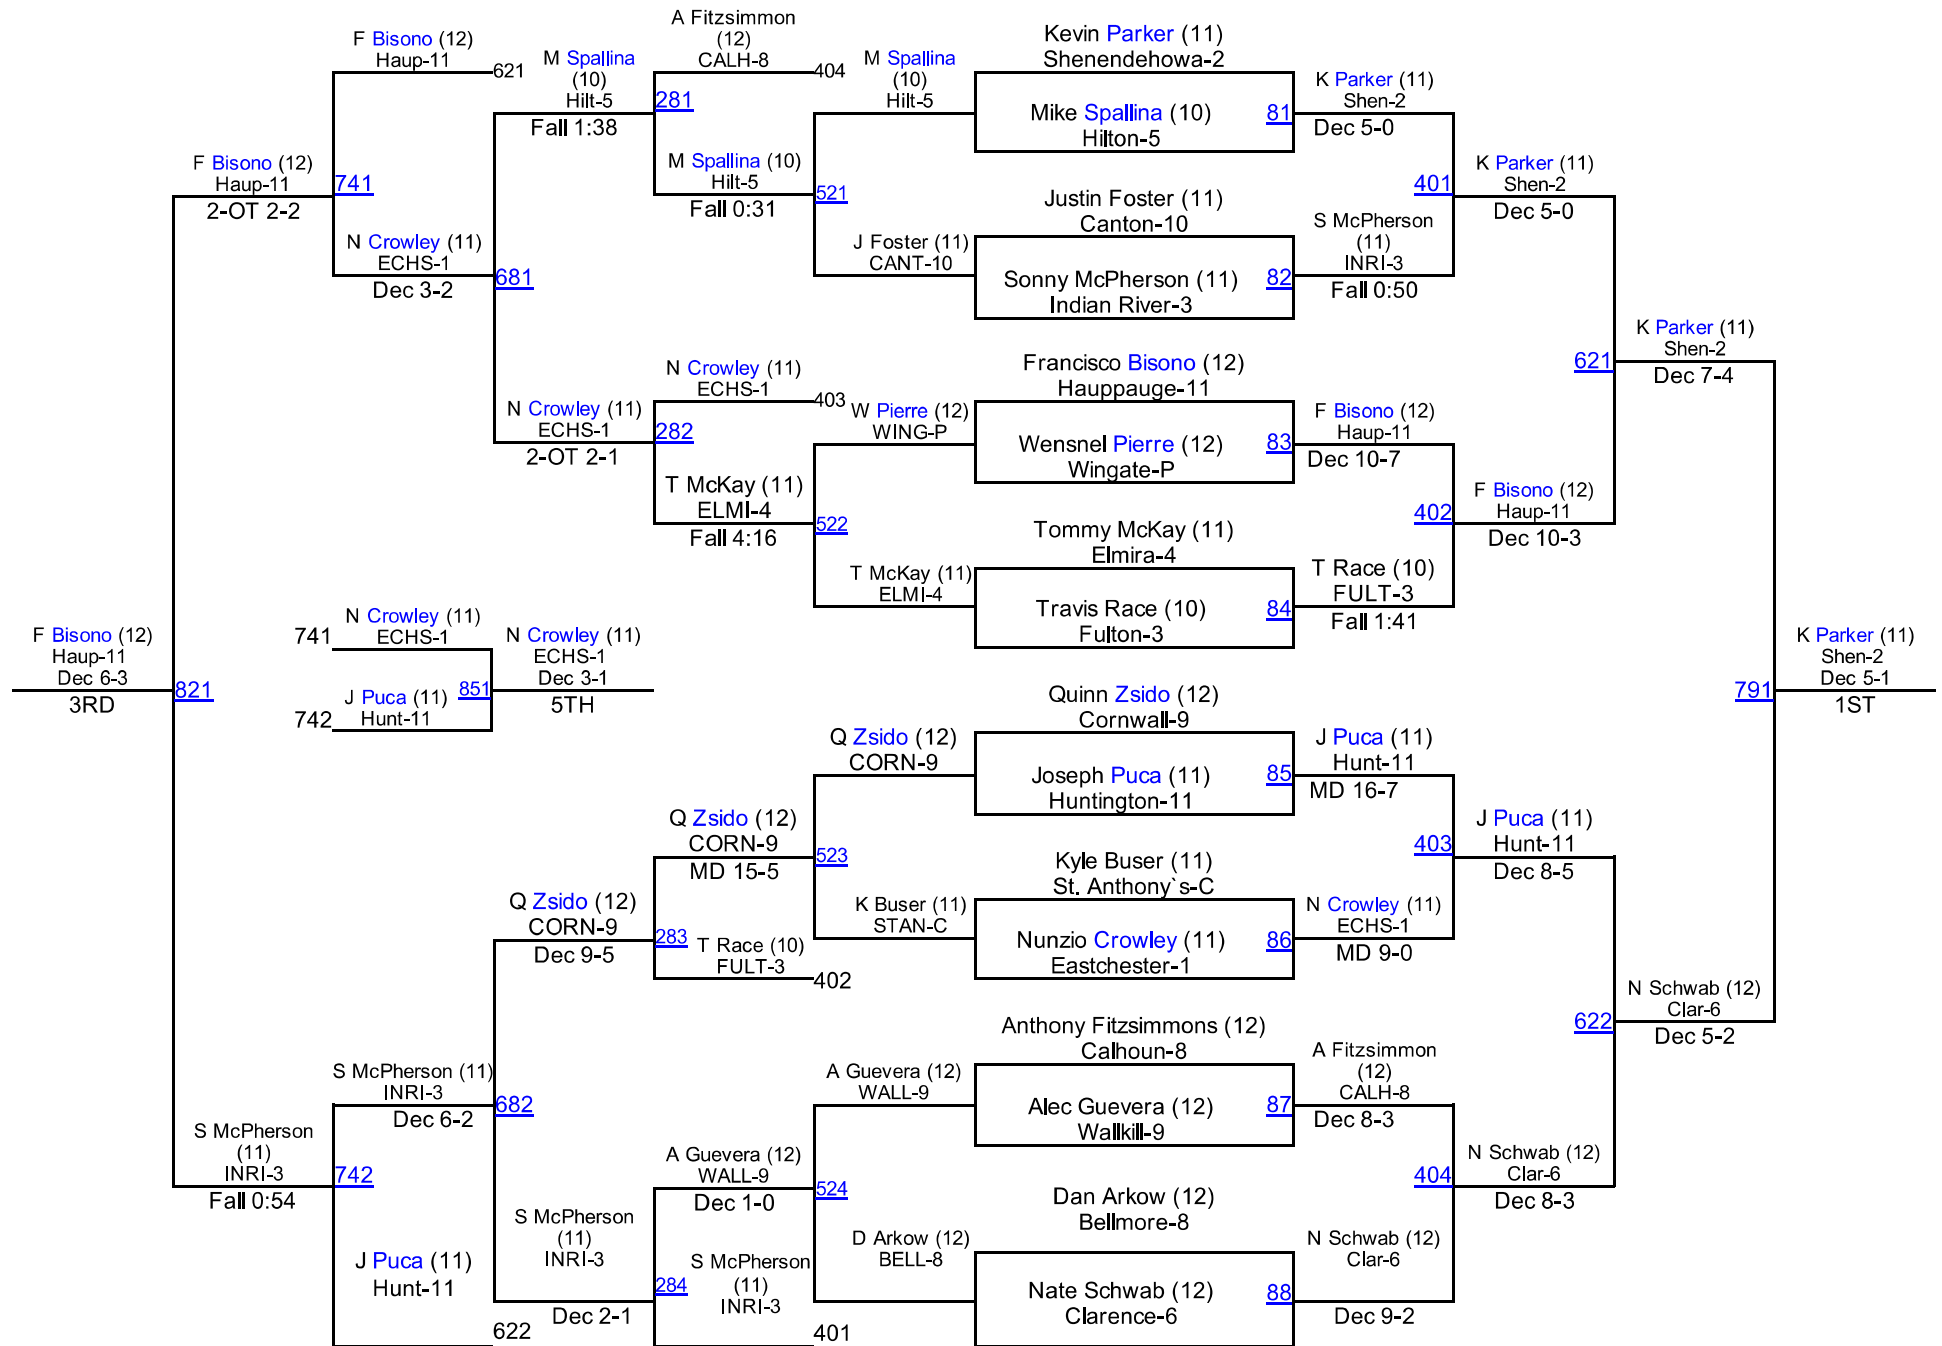 F Bisono (12)
Haup-11
621
M Spallina
(10)
Hilt-5
Fall 1:38
A Fitzsimmon
(12)
CALH-8
404
281
M Spallina (10)
Hilt-5
Fall 0:31
M Spallina
(10)
Hilt-5
521
J Foster (11)
CANT-10
Kevin Parker (11)
Shenendehowa-2
Mike Spallina (10)
Hilton-5
81
K Parker (11)
Shen-2
Dec 5-0
Justin Foster (11)
Canton-10
Sonny McPherson (11)
Indian River-3
82
S McPherson
(11)
INRI-3
Fall 0:50
401
K Parker (11)
Shen-2
Dec 5-0
F Bisono (12)
Haup-11
2-OT 2-2
741
N Crowley (11)
ECHS-1
Dec 3-2
681
N Crowley (11)
ECHS-1
2-OT 2-1
N Crowley (11)
ECHS-1
403
282
T McKay (11)
ELMI-4
Fall 4:16
W Pierre (12)
WING-P
522
T McKay (11)
ELMI-4
Francisco Bisono (12)
Hauppauge-11
Wensnel Pierre (12)
Wingate-P
83
F Bisono (12)
Haup-11
Dec 10-7
Tommy McKay (11)
Elmira-4
Travis Race (10)
Fulton-3
84
T Race (10)
FULT-3
Fall 1:41
402
F Bisono (12)
Haup-11
Dec 10-3
621
K Parker (11)
Shen-2
Dec 7-4
F Bisono (12)
Haup-11
Dec 6-3
3RD
821
741
N Crowley (11)
ECHS-1
742
J Puca (11)
Hunt-11
851
N Crowley (11)
ECHS-1
Dec 3-1
5TH
791
K Parker (11)
Shen-2
Dec 5-1
1ST
Quinn Zsido (12)
Cornwall-9
Joseph Puca (11)
Huntington-11
85
J Puca (11)
Hunt-11
MD 16-7
Q Zsido (12)
CORN-9
523
K Buser (11)
STAN-C
Kyle Buser (11)
St. Anthony`s-C
Nunzio Crowley (11)
Eastchester-1
86
N Crowley (11)
ECHS-1
MD 9-0
403
J Puca (11)
Hunt-11
Dec 8-5
Q Zsido (12)
CORN-9
MD 15-5
Q Zsido (12)
CORN-9
Dec 9-5
283
T Race (10)
FULT-3
402
622
N Schwab (12)
Clar-6
Dec 5-2
Anthony Fitzsimmons (12)
Calhoun-8
Alec Guevera (12)
Wallkill-9
87
A Fitzsimmon
(12)
CALH-8
Dec 8-3
A Guevera (12)
WALL-9
524
D Arkow (12)
BELL-8
Dan Arkow (12)
Bellmore-8
Nate Schwab (12)
Clarence-6
88
N Schwab (12)
Clar-6
Dec 9-2
404
N Schwab (12)
Clar-6
Dec 8-3
S McPherson (11)
INRI-3
Dec 6-2
682
A Guevera (12)
WALL-9
Dec 1-0
S McPherson
(11)
INRI-3
Fall 0:54
742
J Puca (11)
Hunt-11
622
S McPherson
(11)
INRI-3
Dec 2-1
284
S McPherson
(11)
INRI-3
401